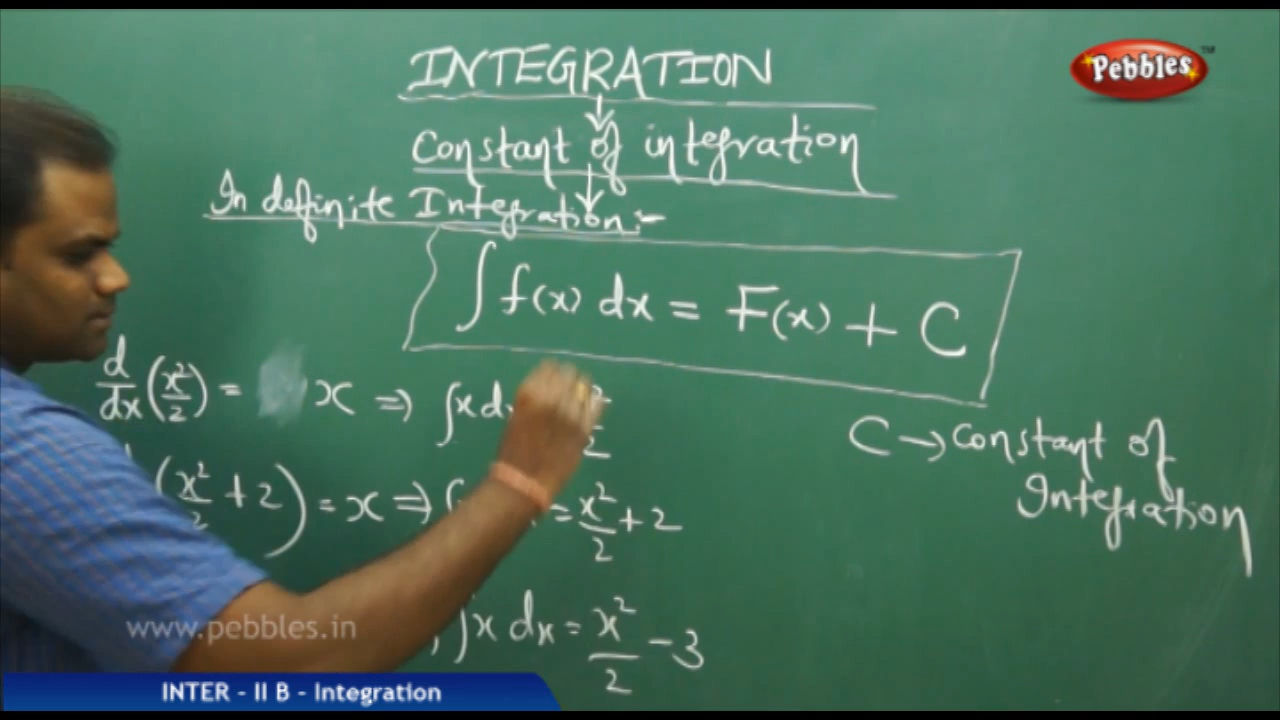 INTEGRATION
Pebbles™
Constant of integration
In definite Integration:-
∫ f(x) dx = F(x) + C
d/dx (x²/2) = x ⇒ ∫x d
C → Constant of
Integration
(x²/2 + 2) = x ⇒ = x²/2 + 2
∫x dx = x²/2 - 3
www.pebbles.in
INTER - II B - Integration